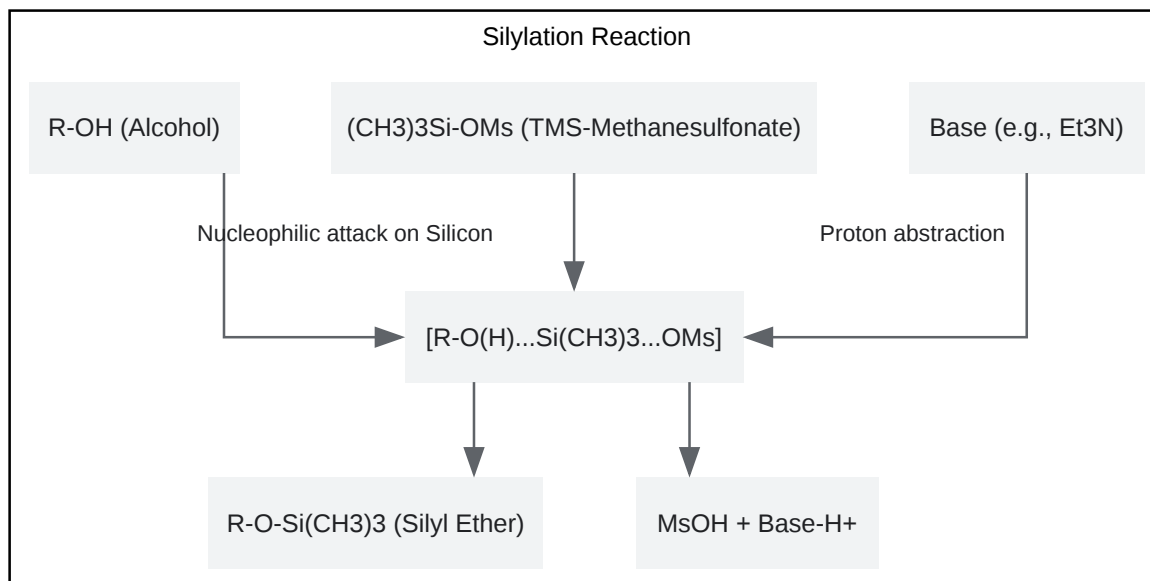 Silylation Reaction
R-OH (Alcohol)
(CH3)3Si-OMs (TMS-Methanesulfonate)
Base (e.g., Et3N)
Nucleophilic attack on Silicon
Proton abstraction
[R-O(H)...Si(CH3)3...OMs]
R-O-Si(CH3)3 (Silyl Ether)
MsOH + Base-H+